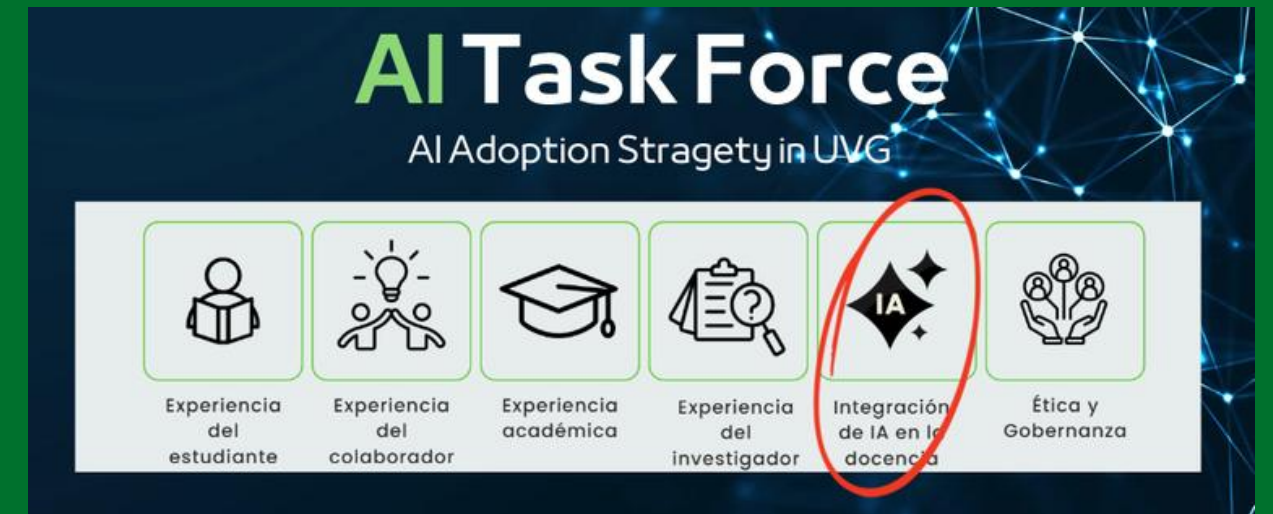 AI Task Force
AI Adoption Stragety in UVG
IA
Experiencia
del
estudiante
Experiencia
del
colaborador
Experiencia
académica
Experiencia
del
investigador
Integración
de IA en la
docencia
Ética y
Gobernanza